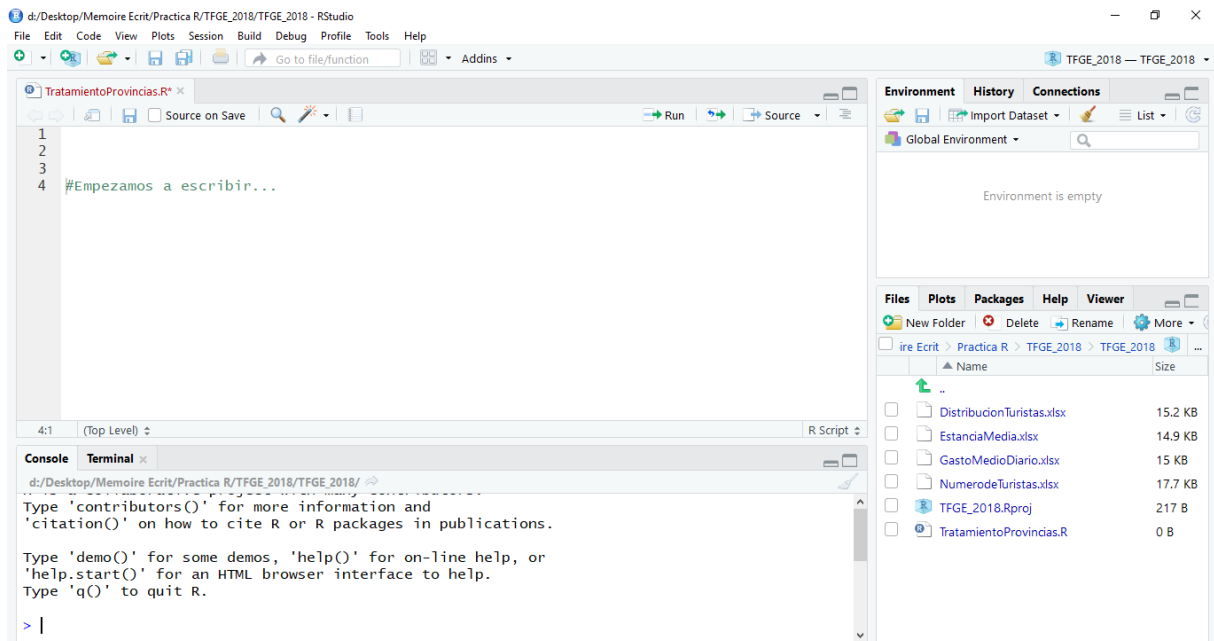 d:/Desktop/Memoire Ecrit/Practica R/TFGE_2018/TFGE_2018 - RStudio
File Edit Code View Plots Session Build Debug Profile Tools Help
Go to file/function Addins TFGE_2018 — TFGE_2018
TratamientoProvincias.R*
Source on Save Run Source
1
2
3
4 #Empezamos a escribir...
4:1 (Top Level) R Script
Console Terminal
d:/Desktop/Memoire Ecrit/Practica R/TFGE_2018/TFGE_2018/
R is a collaborative project with many contributors.
Type 'contributors()' for more information and
'citation()' on how to cite R or R packages in publications.
Type 'demo()' for some demos, 'help()' for on-line help, or
'help.start()' for an HTML browser interface to help.
Type 'q()' to quit R.
>
Environment History Connections
Import Dataset List
Global Environment
Environment is empty
Files Plots Packages Help Viewer
New Folder Delete Rename More
ire Ecrit > Practica R > TFGE_2018 > TFGE_2018 ...
Name Size
..
DistribucionTuristas.xlsx 15.2 KB
EstanciaMedia.xlsx 14.9 KB
GastoMedioDiario.xlsx 15 KB
NumerodeTuristas.xlsx 17.7 KB
TFGE_2018.Rproj 217 B
TratamientoProvincias.R 0 B